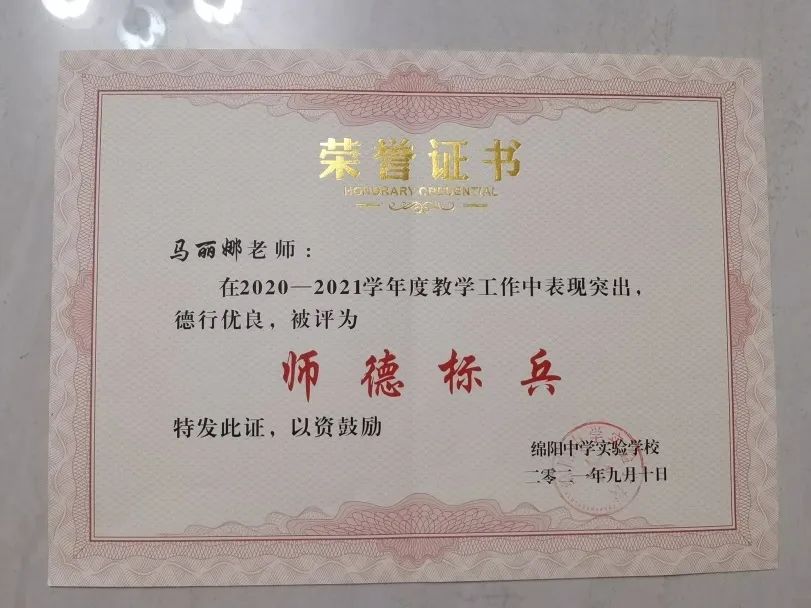 荣誉证书
HONORARY CREDENTIAL
马丽娜老师：
在2020—2021学年度教学工作中表现突出，
德行优良，被评为
师德标兵
特发此证，以资鼓励
绵阳中学实验学校
二零二一年九月十日